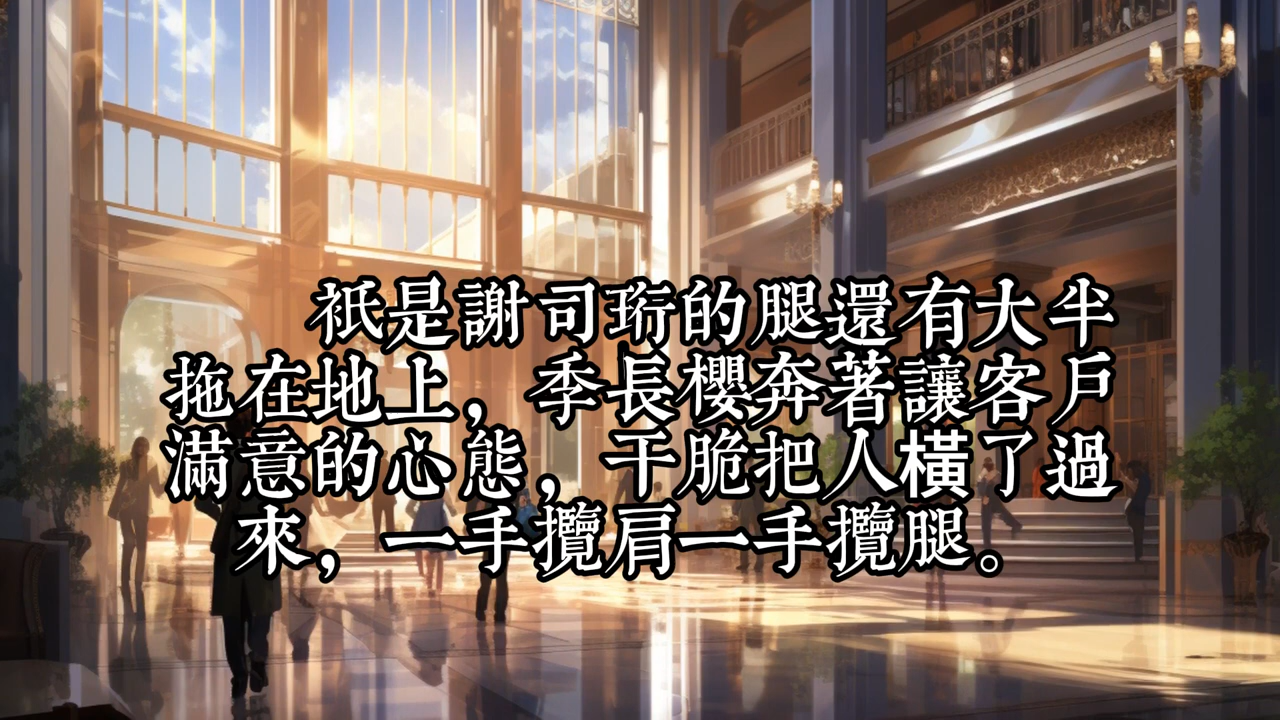 祇是謝司珩的腿還有大半
拖在地上，季長櫻奔著讓客戶
滿意的心態，干脆把人橫了過
來，一手攬肩一手攬腿。